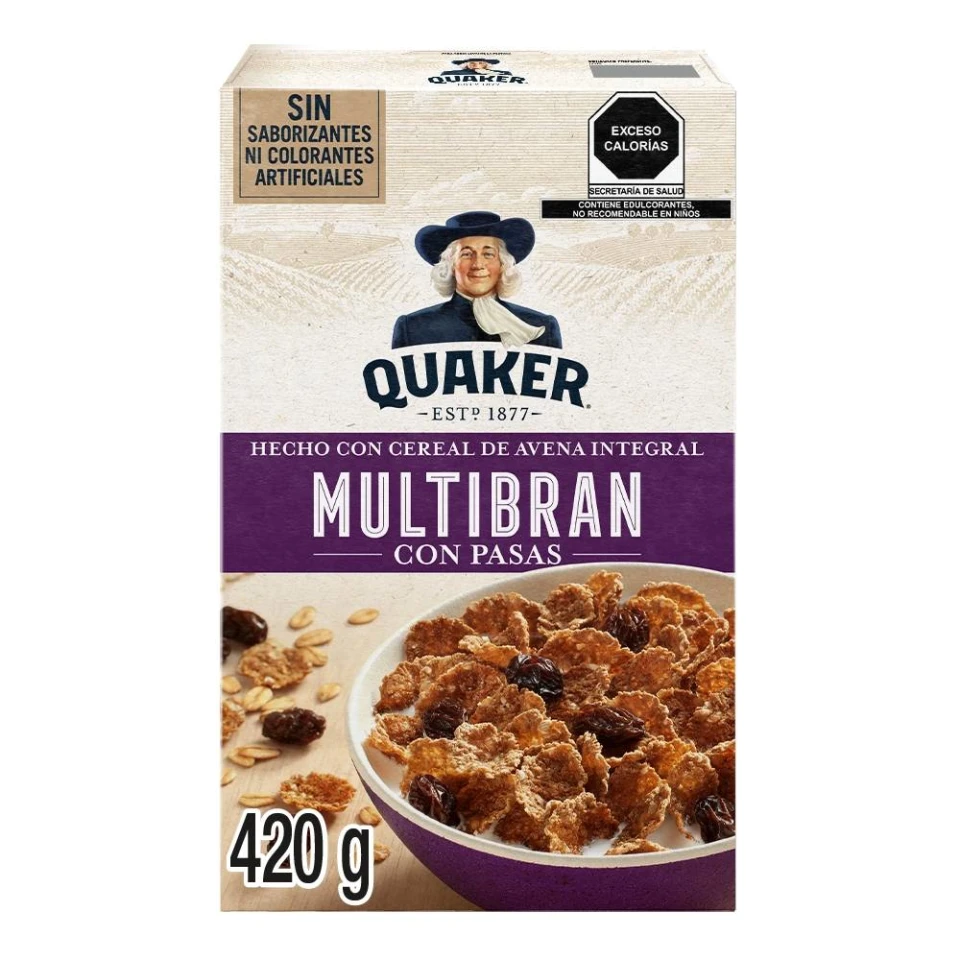 QUAKER
SIN
SABORIZANTES
NI COLORANTES
ARTIFICIALES
EXCESO
CALORÍAS
SECRETARÍA DE SALUD
CONTIENE EDULCORANTES,
NO RECOMENDABLE EN NIÑOS
QUAKER
-ESTD 1877-
HECHO CON CEREAL DE AVENA INTEGRAL
MULTIBRAN
CON PASAS
420 g